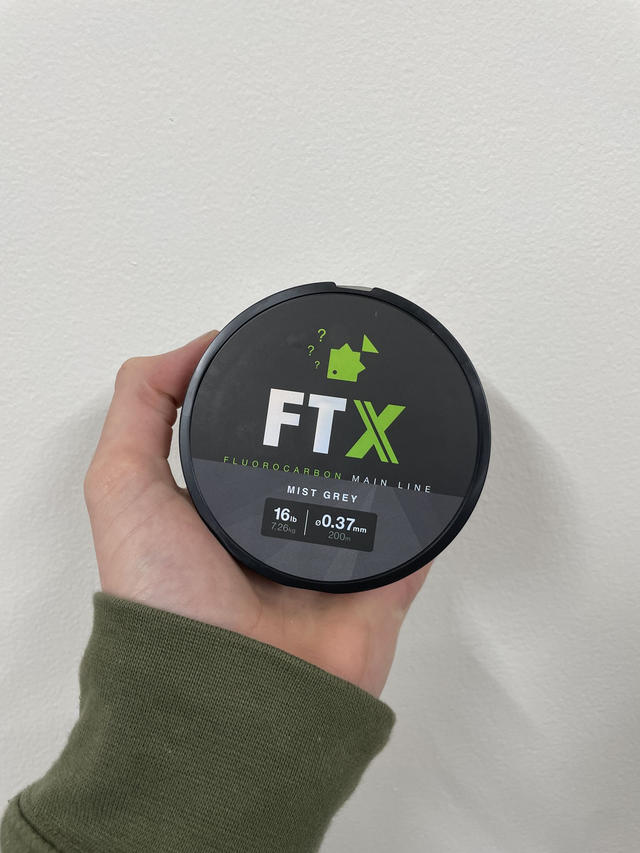 ?
?
?
FTX
FLUOROCARBON MAIN LINE
MIST GREY
16lb ø0.37mm
7.26kg 200m